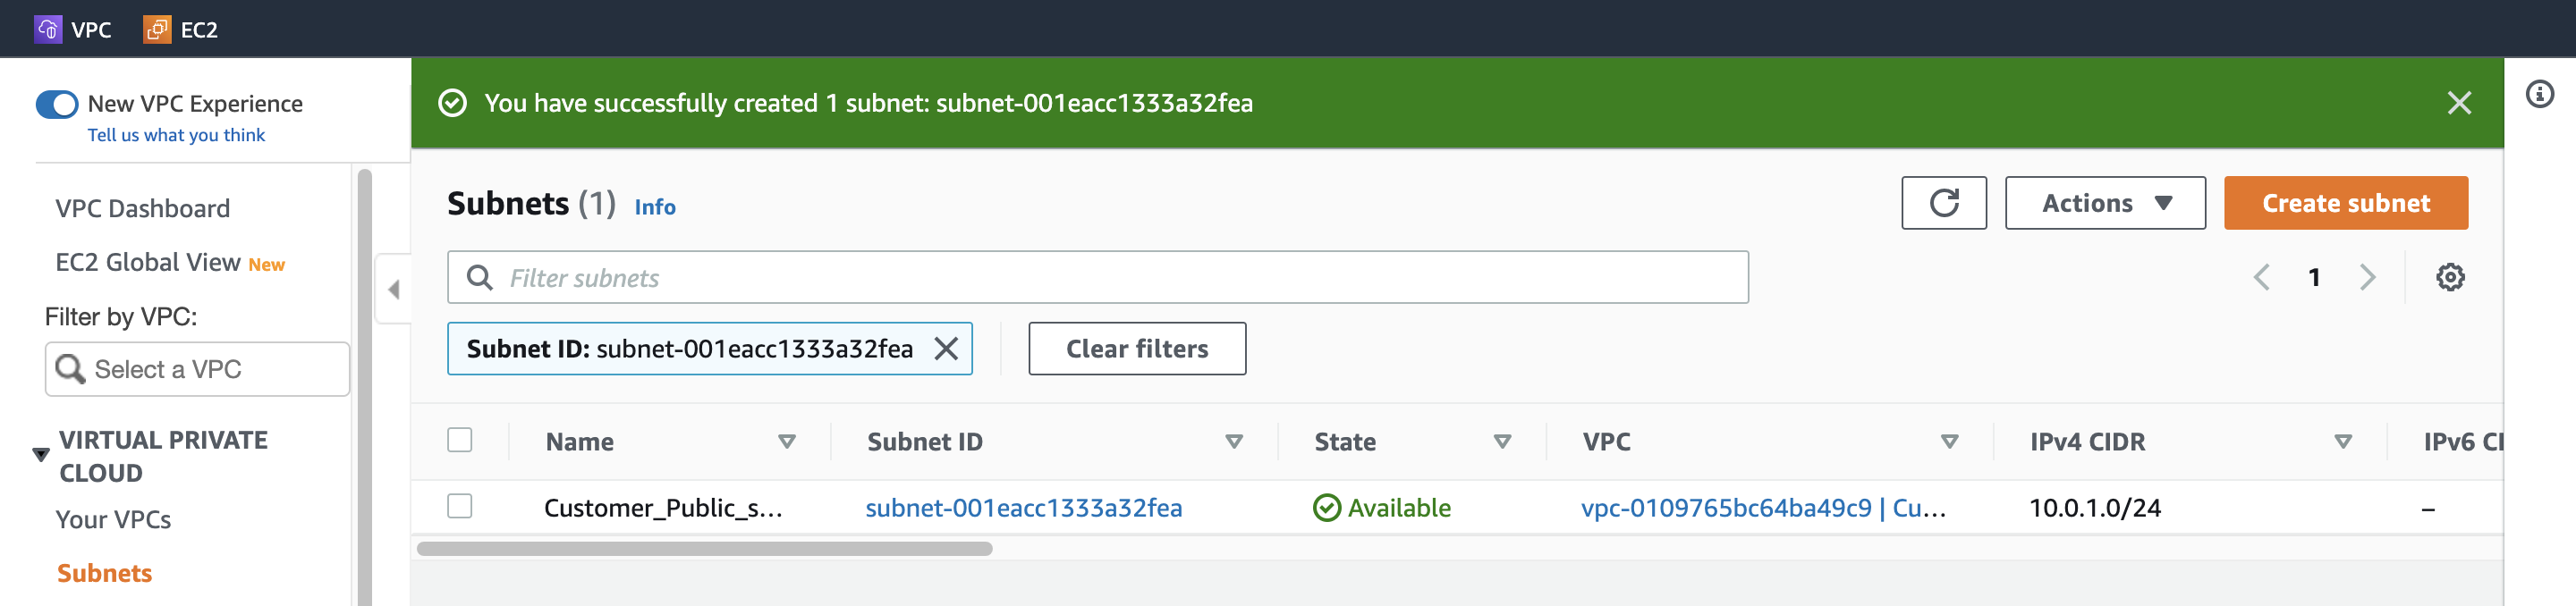 VPC EC2
New VPC Experience
Tell us what you think
VPC Dashboard
EC2 Global View New
Filter by VPC:
Select a VPC
VIRTUAL PRIVATE
CLOUD
Your VPCs
Subnets
You have successfully created 1 subnet: subnet-001eacc1333a32fea
Subnets (1) Info
Actions
Create subnet
Filter subnets
1
Subnet ID: subnet-001eacc1333a32fea
Clear filters
Name Subnet ID State VPC IPv4 CIDR IPv6 CI
Customer_Public_s... subnet-001eacc1333a32fea Available vpc-0109765bc64ba49c9 | Cu... 10.0.1.0/24 –